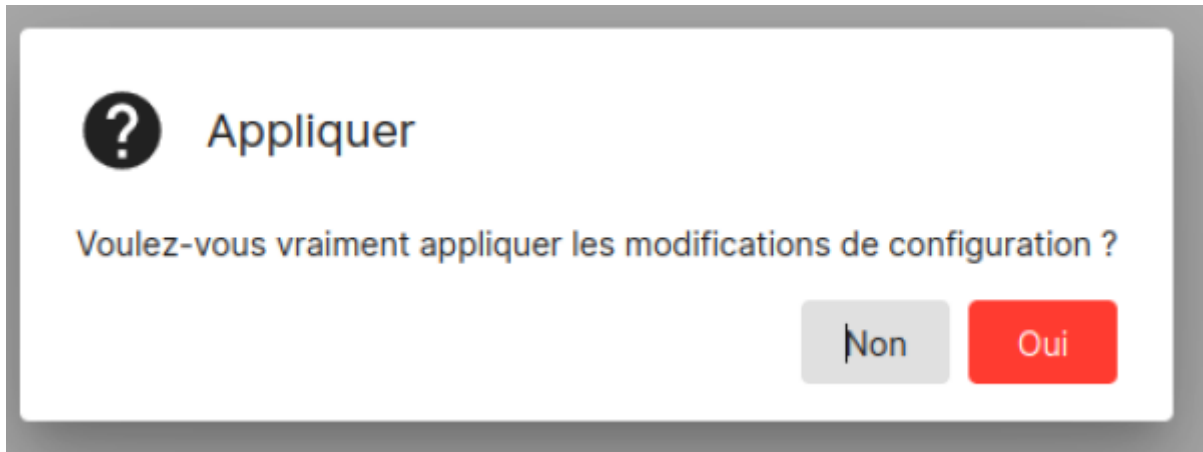 Appliquer
Voulez-vous vraiment appliquer les modifications de configuration ?
Non
Oui